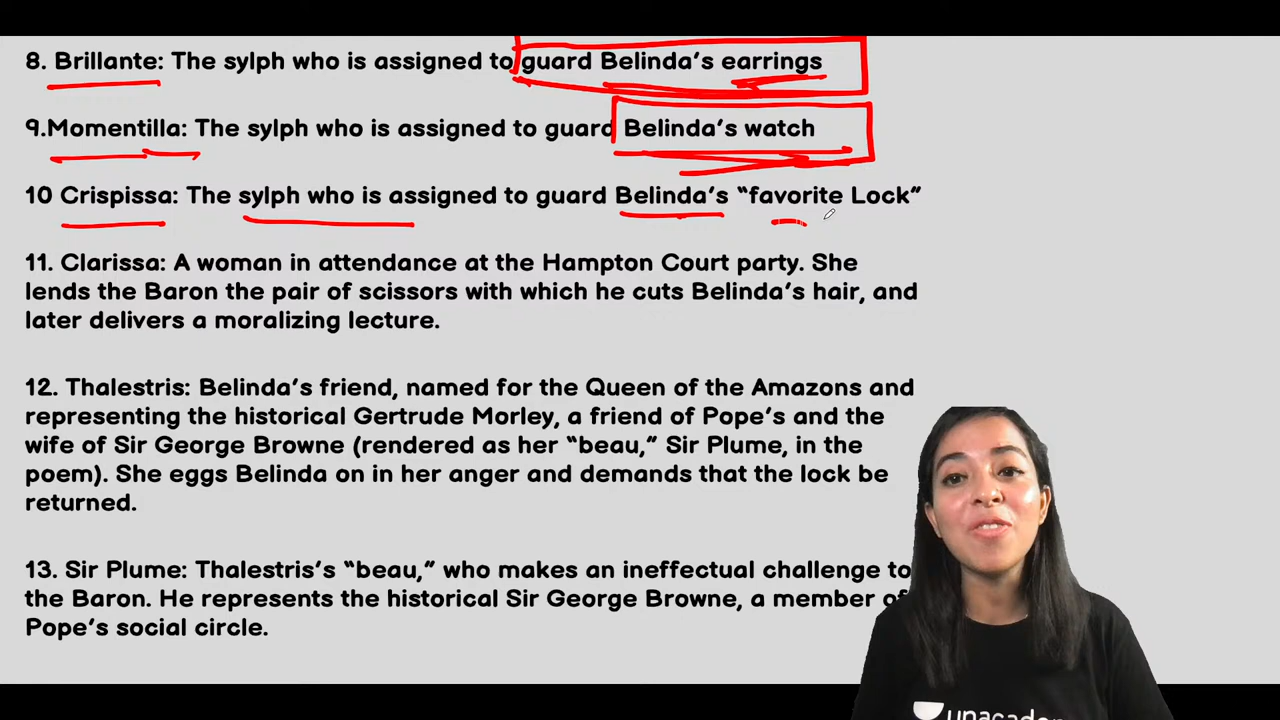 8. Brillante: The sylph who is assigned to guard Belinda's earrings
9.Momentilla: The sylph who is assigned to guard Belinda's watch
10 Crispissa: The sylph who is assigned to guard Belinda's “favorite Lock”
11. Clarissa: A woman in attendance at the Hampton Court party. She
lends the Baron the pair of scissors with which he cuts Belinda's hair, and
later delivers a moralizing lecture.
12. Thalestris: Belinda's friend, named for the Queen of the Amazons and
representing the historical Gertrude Morley, a friend of Pope's and the
wife of Sir George Browne (rendered as her “beau,” Sir Plume, in the
poem). She eggs Belinda on in her anger and demands that the lock be
returned.
13. Sir Plume: Thalestris's “beau,” who makes an ineffectual challenge to
the Baron. He represents the historical Sir George Browne, a member of
Pope's social circle.